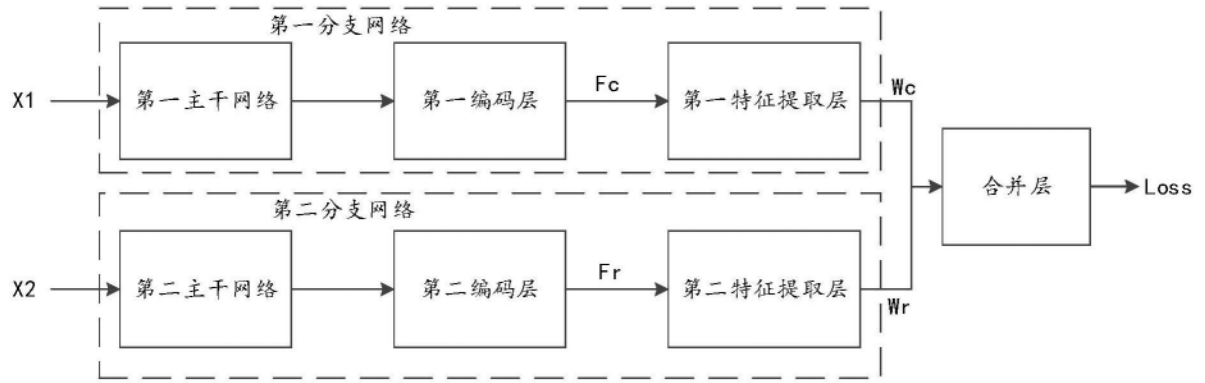 第一分支网络
X1
第一主干网络
第一编码层
Fc
第一特征提取层
Wc
合并层
Loss
第二分支网络
X2
第二主干网络
第二编码层
Fr
第二特征提取层
Wr